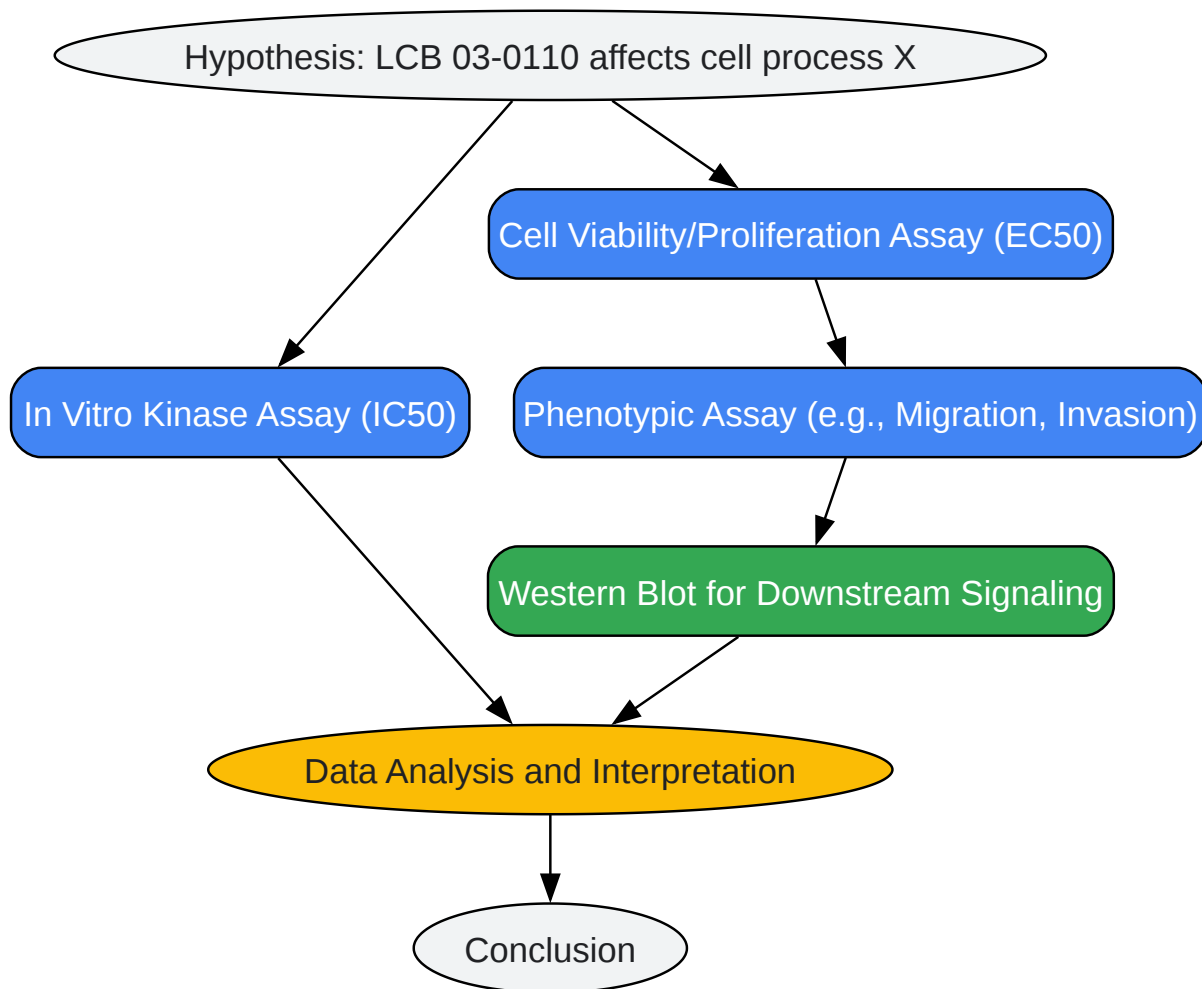 Hypothesis: LCB 03-0110 affects cell process X
Cell Viability/Proliferation Assay (EC50)
In Vitro Kinase Assay (IC50)
Phenotypic Assay (e.g., Migration, Invasion)
Western Blot for Downstream Signaling
Data Analysis and Interpretation
Conclusion